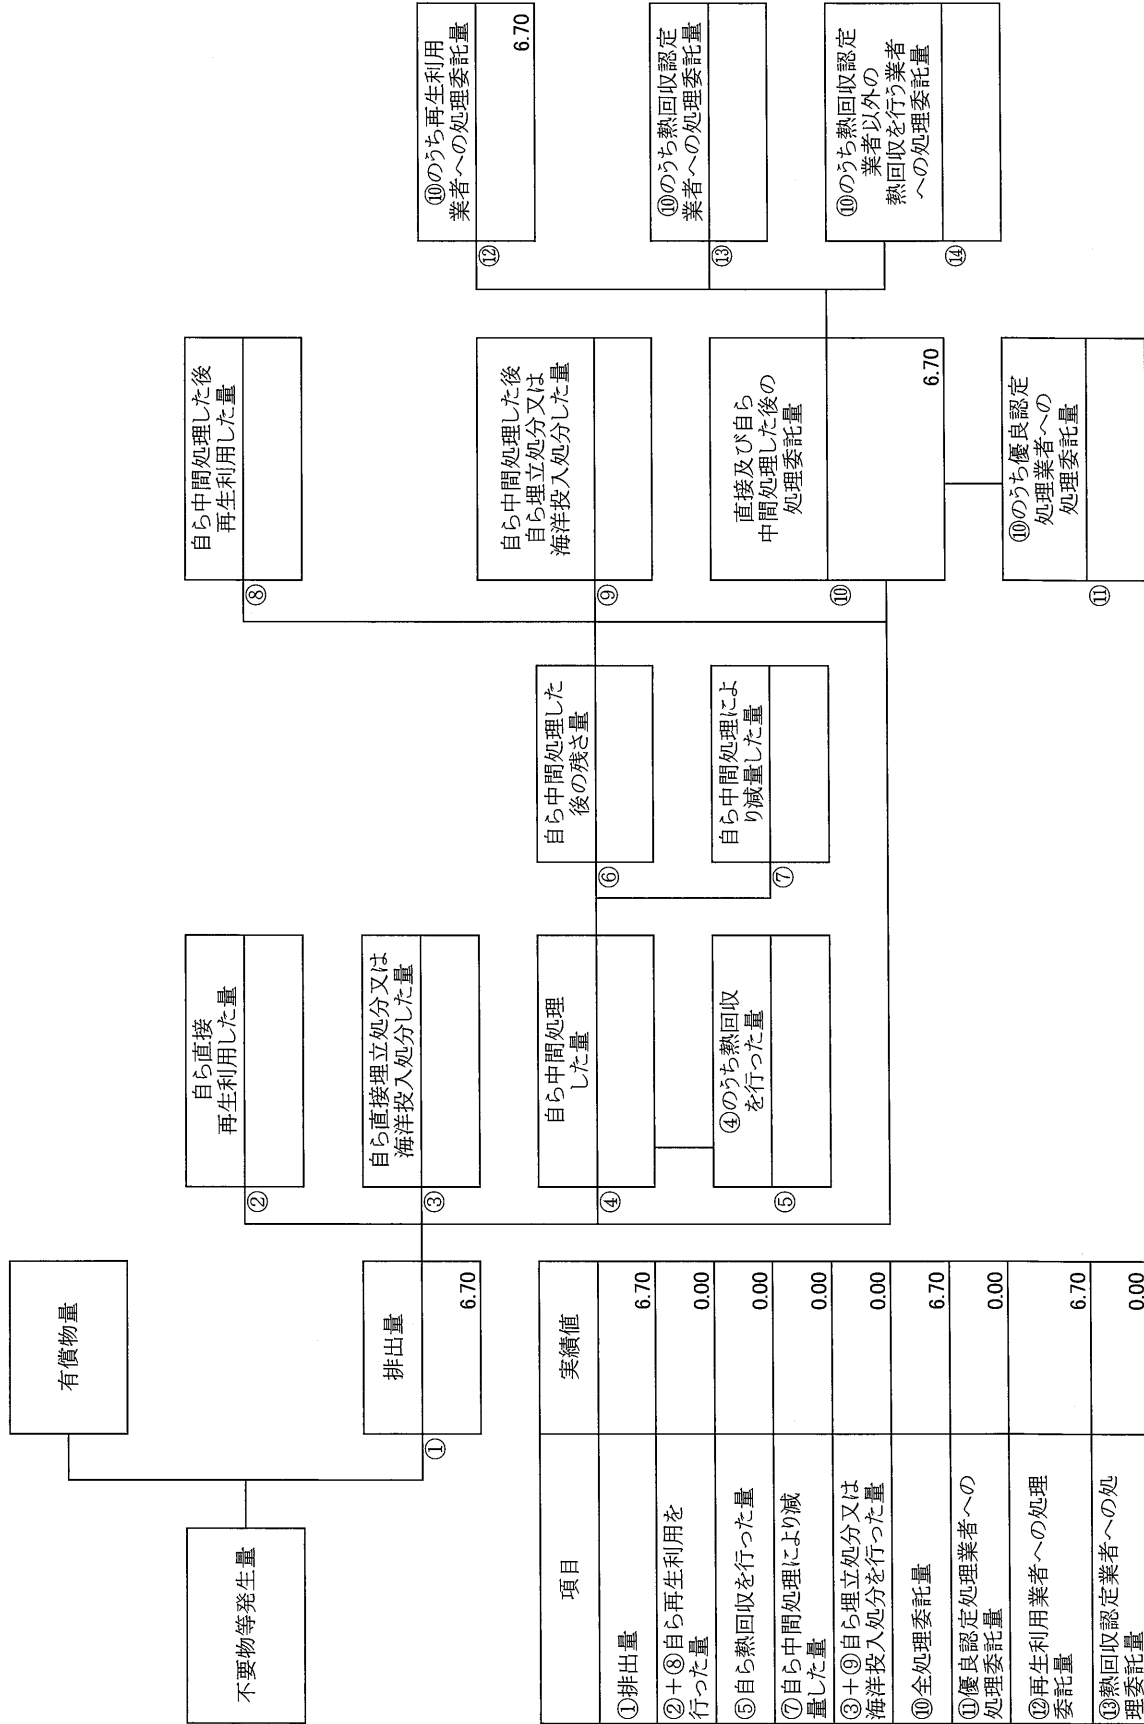 不要物等発生量
有償物量
①
排出量
6.70
②
自ら直接
再生利用した量
③
自ら直接埋立処分又は
海洋投入処分した量
④
自ら中間処理
した量
⑤
④のうち熱回収
を行った量
⑥
自ら中間処理した
後の残さ量
⑦
自ら中間処理によ
り減量した量
⑧
自ら中間処理した後
再生利用した量
⑨
自ら中間処理した後
自ら埋立処分又は
海洋投入処分した量
⑩
直接及び自ら
中間処理した後の
処理委託量
6.70
⑪
⑩のうち優良認定
処理業者への
処理委託量
⑫
⑩のうち再生利用
業者への処理委託量
6.70
⑬
⑩のうち熱回収認定
業者への処理委託量
⑭
⑩のうち熱回収認定
業者以外の
熱回収を行う業者
への処理委託量
項目 実績値
①排出量 6.70
②+⑧自ら再生利用を
行った量 0.00
⑤自ら熱回収を行った量 0.00
⑦自ら中間処理により減
量した量 0.00
③+⑨自ら埋立処分又は
海洋投入処分を行った量 0.00
⑩全処理委託量 6.70
⑪優良認定処理業者への
処理委託量 0.00
⑫再生利用業者への処理
委託量 6.70
⑬熱回収認定業者への処
理委託量 0.00